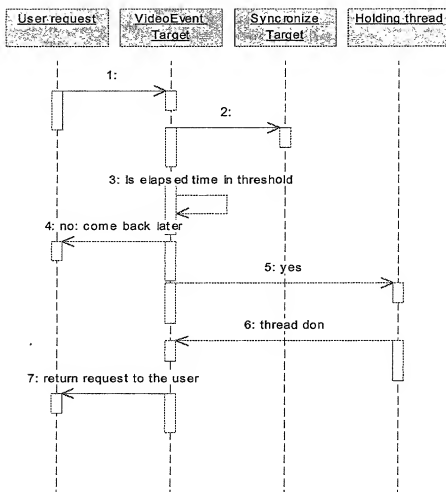 User request
VideoEvent
Target
Syncronize
Target
Holding thread
1:
2:
3: Is elapsed time in threshold
4: no: come back later
5: yes
6: thread don
7: return request to the user